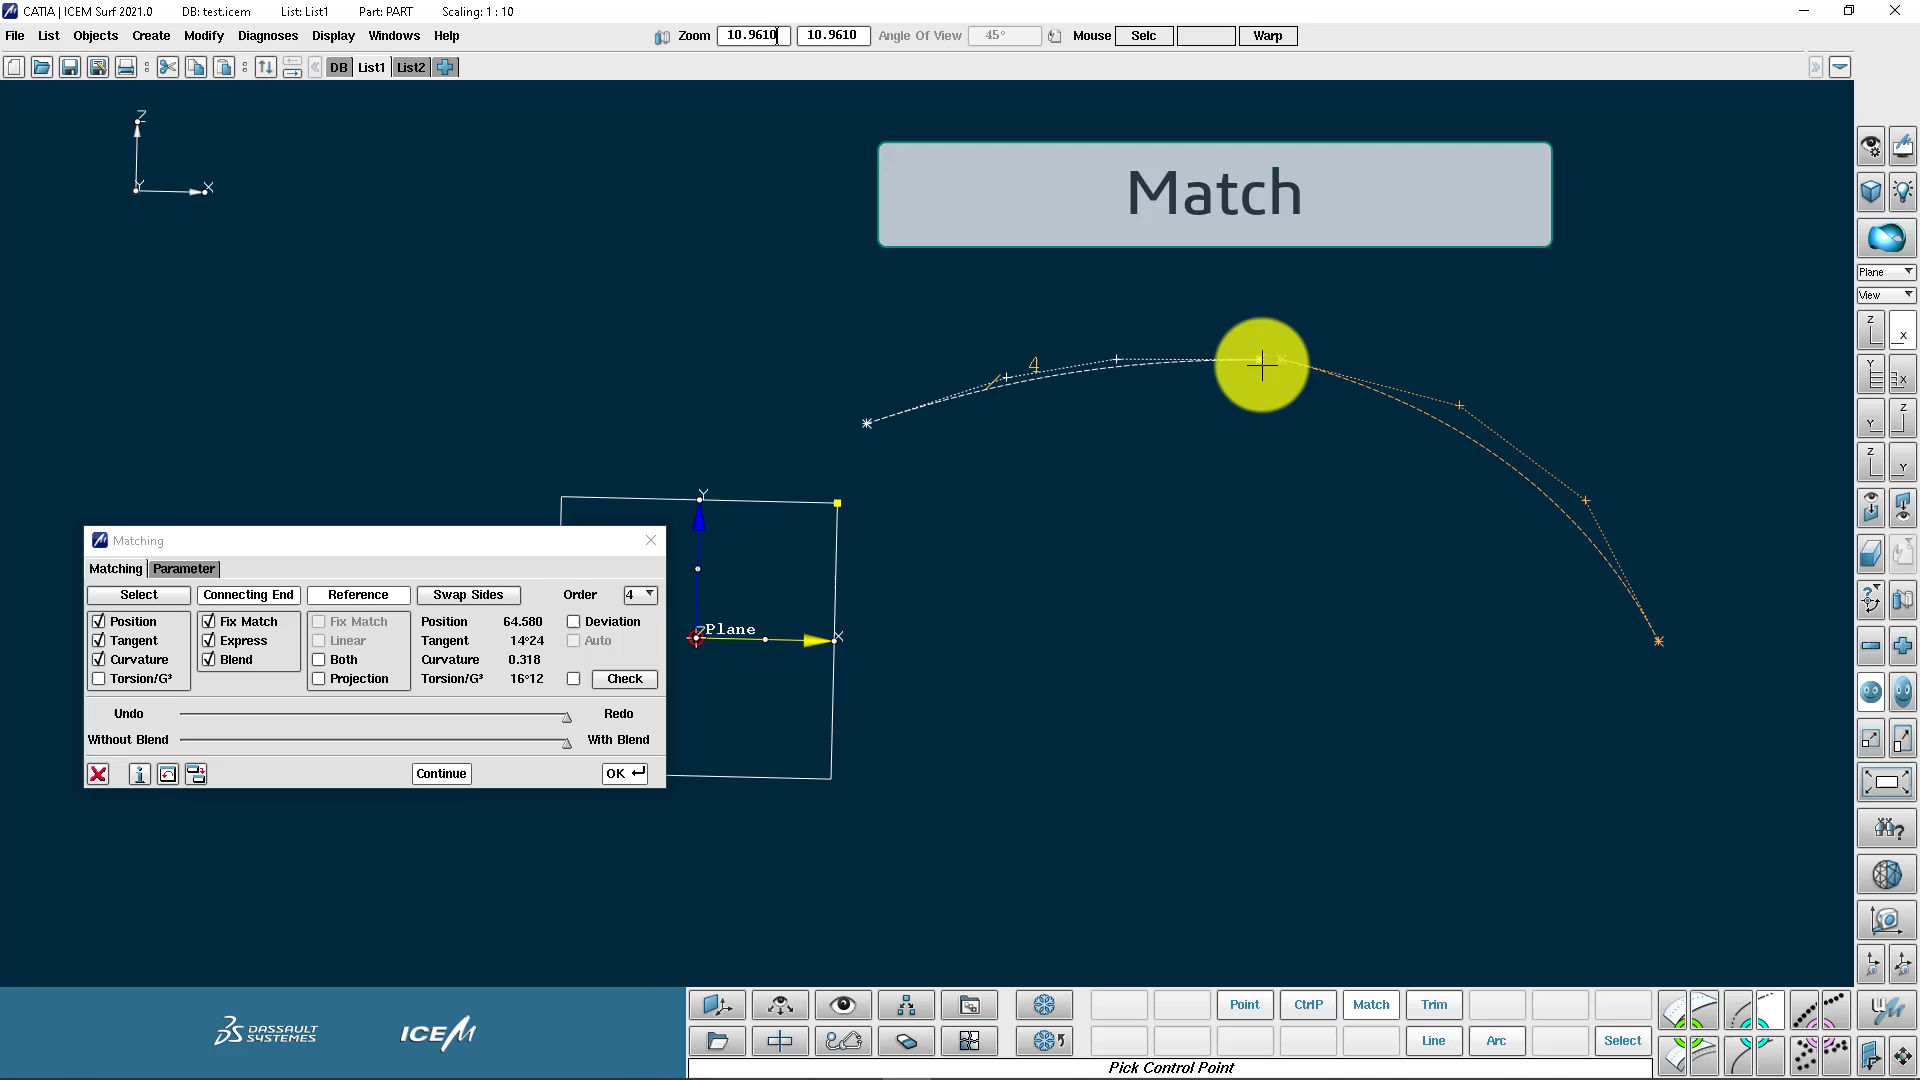 CATIA | ICEM Surf 2021.0 DB: test.icem List: List1 Part: PART Scaling: 1 : 10
File List Objects Create Modify Diagnoses Display Windows Help Zoom 10.9610 10.9610 Angle Of View 45° Mouse Selc Warp
DB List1 List2
Z
Y X
Match
Plane
View
Z
X
Y
X
Z
Y
Z
Y
4
Y
Plane
X
Matching
Matching Parameter
Select Connecting End Reference Swap Sides Order 4
Position Fix Match Fix Match Position 64.580 Deviation
Tangent Express Linear Tangent 14°24 Auto
Curvature Blend Both Curvature 0.318
Torsion/G³ Projection Torsion/G³ 16°12 Check
Undo Redo
Without Blend With Blend
Continue OK
DASSAULT SYSTEMES
ICEM
Point CtrlP Match Trim
Line Arc Select
Pick Control Point